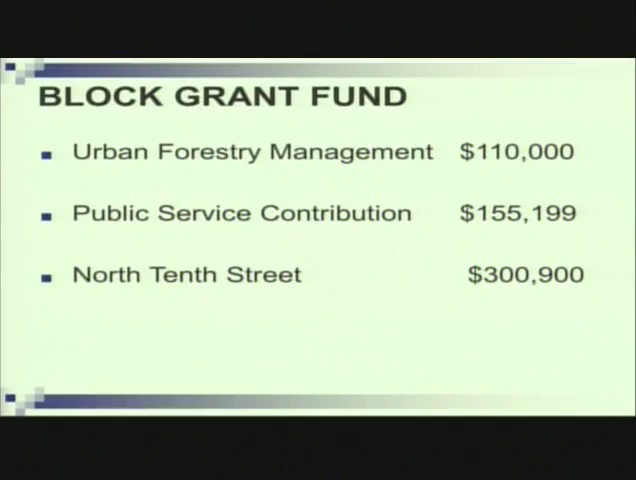 BLOCK GRANT FUND
Urban Forestry Management $110,000
Public Service Contribution $155,199
North Tenth Street $300,900